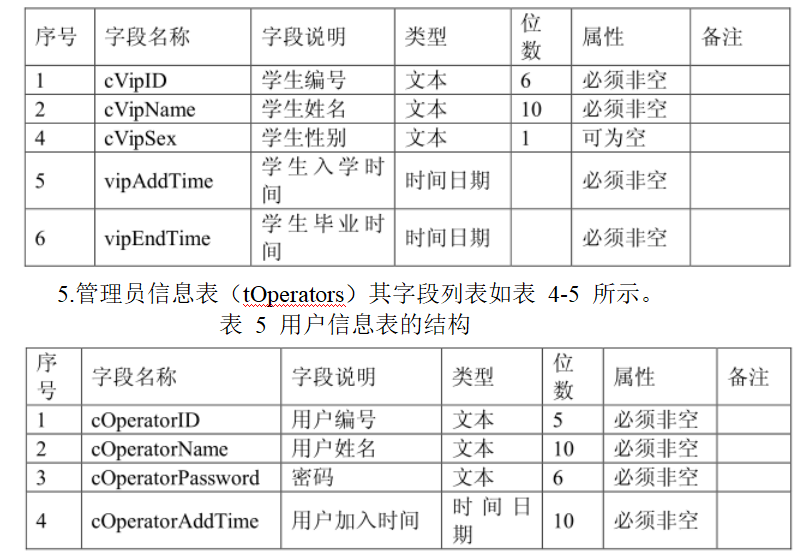 序号 字段名称 字段说明 类型 位数 属性 备注
1 cVipID 学生编号 文本 6 必须非空
2 cVipName 学生姓名 文本 10 必须非空
4 cVipSex 学生性别 文本 1 可为空
5 vipAddTime 学生入学时间 时间日期 必须非空
6 vipEndTime 学生毕业时间 时间日期 必须非空
5.管理员信息表（tOperators）其字段列表如表 4-5 所示。
表 5 用户信息表的结构
序号 字段名称 字段说明 类型 位数 属性 备注
1 cOperatorID 用户编号 文本 5 必须非空
2 cOperatorName 用户姓名 文本 10 必须非空
3 cOperatorPassword 密码 文本 6 必须非空
4 cOperatorAddTime 用户加入时间 时间日期 10 必须非空